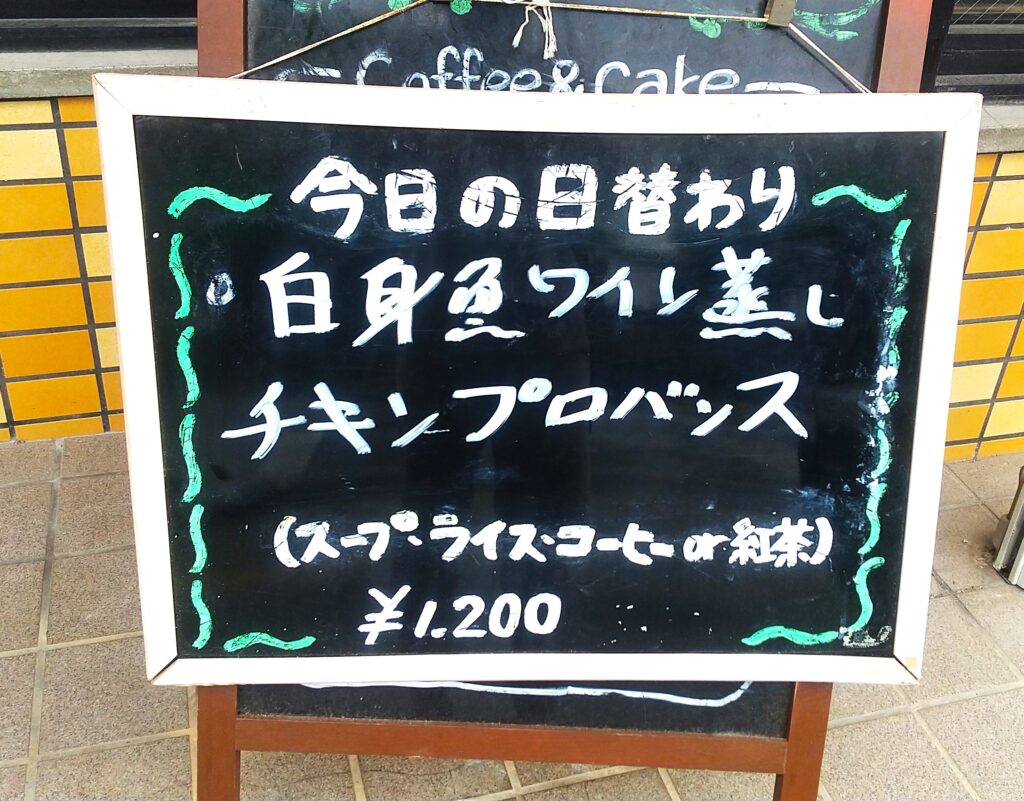 Coffee & Cake
今日の日替わり
白身魚ワイン蒸し
チキンプロバンス
(スープ・ライス・コーヒー or 紅茶)
¥1.200